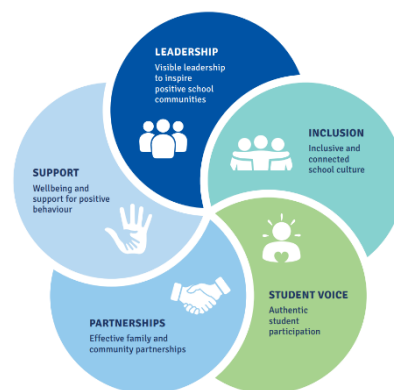 LEADERSHIP
Visible leadership
to inspire
positive school
communities
INCLUSION
Inclusive and
connected
school culture
STUDENT VOICE
Authentic
student
participation
PARTNERSHIPS
Effective family and
community partnerships
SUPPORT
Wellbeing and
support for positive
behaviour